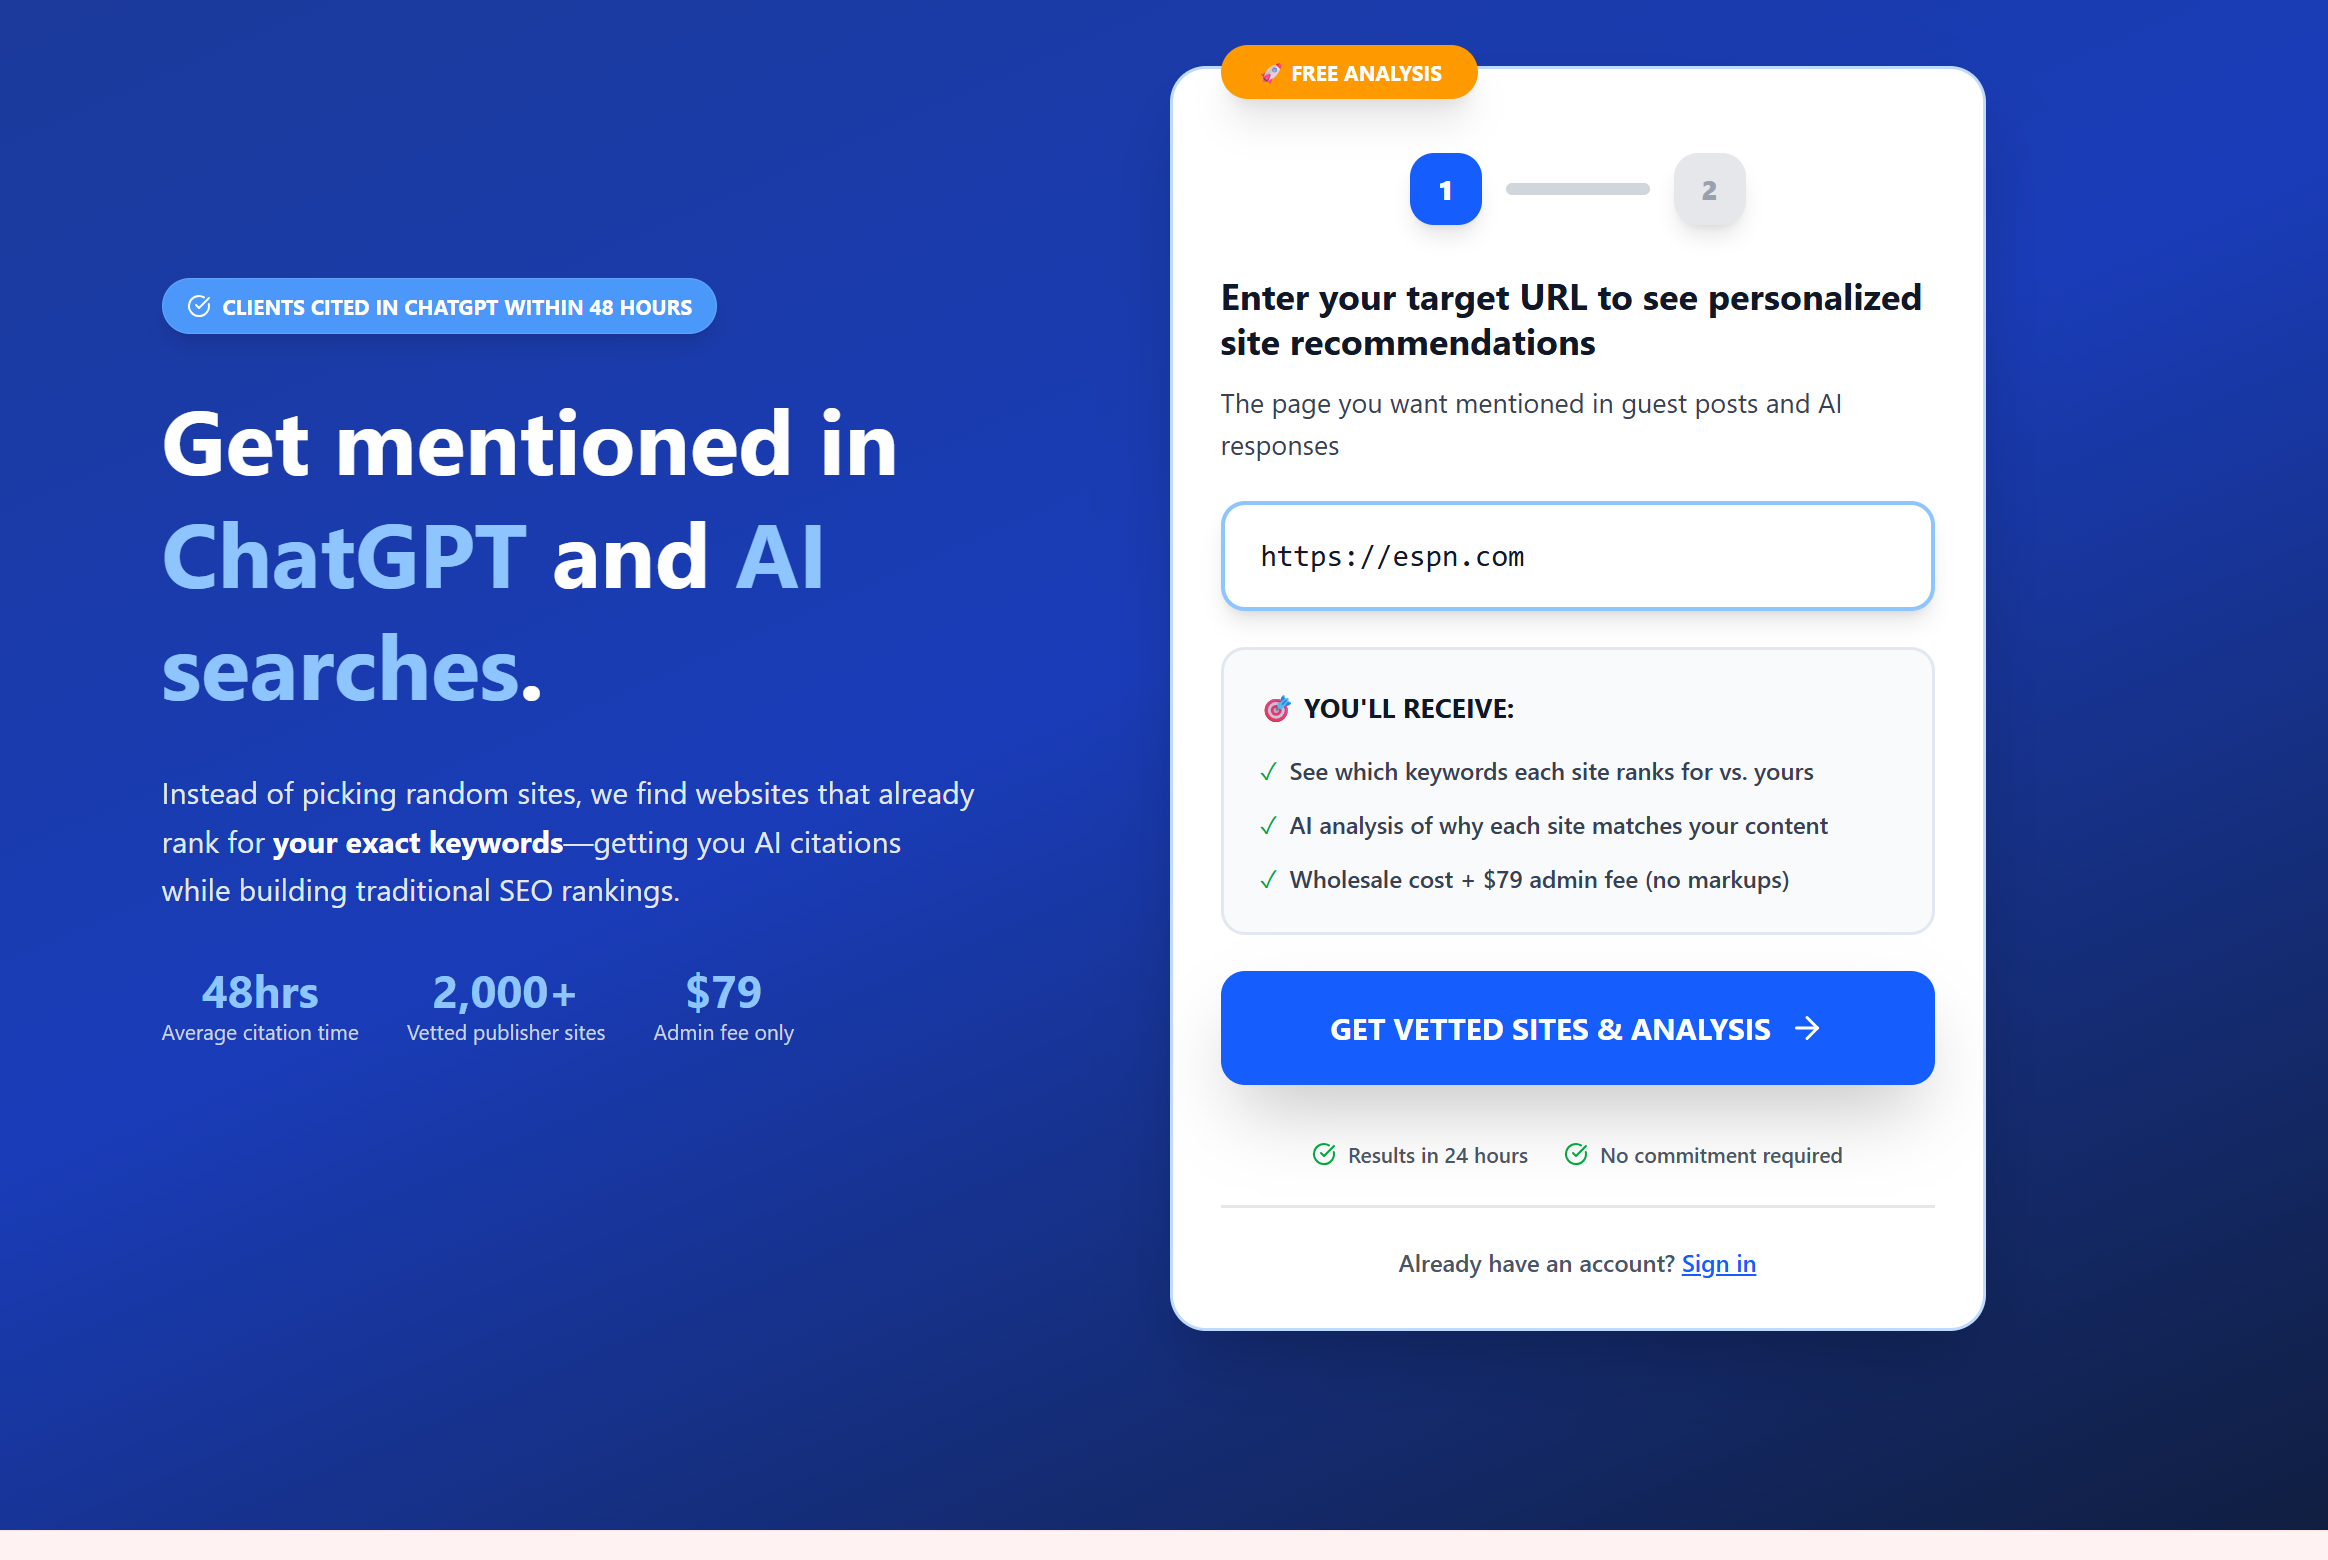 CLIENTS CITED IN CHATGPT WITHIN 48 HOURS
Get mentioned in
ChatGPT and AI
searches.
Instead of picking random sites, we find websites that already
rank for your exact keywords—getting you AI citations
while building traditional SEO rankings.
48hrs
Average citation time
2,000+
Vetted publisher sites
$79
Admin fee only
🚀 FREE ANALYSIS
1
2
Enter your target URL to see personalized
site recommendations
The page you want mentioned in guest posts and AI
responses
https://espn.com
🎯 YOU'LL RECEIVE:
✓ See which keywords each site ranks for vs. yours
✓ AI analysis of why each site matches your content
✓ Wholesale cost + $79 admin fee (no markups)
GET VETTED SITES & ANALYSIS →
Results in 24 hours
No commitment required
Already have an account? Sign in